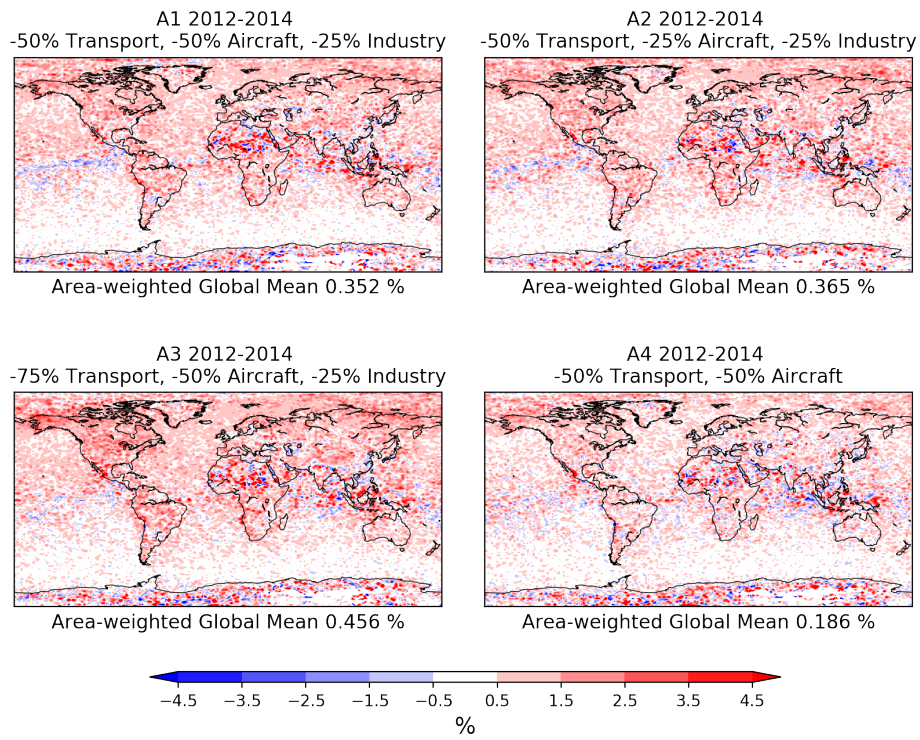 A1 2012-2014
-50% Transport, -50% Aircraft, -25% Industry
Area-weighted Global Mean 0.352 %
A2 2012-2014
-50% Transport, -25% Aircraft, -25% Industry
Area-weighted Global Mean 0.365 %
A3 2012-2014
-75% Transport, -50% Aircraft, -25% Industry
Area-weighted Global Mean 0.456 %
A4 2012-2014
-50% Transport, -50% Aircraft
Area-weighted Global Mean 0.186 %
−4.5 −3.5 −2.5 −1.5 −0.5 0.5 1.5 2.5 3.5 4.5
%